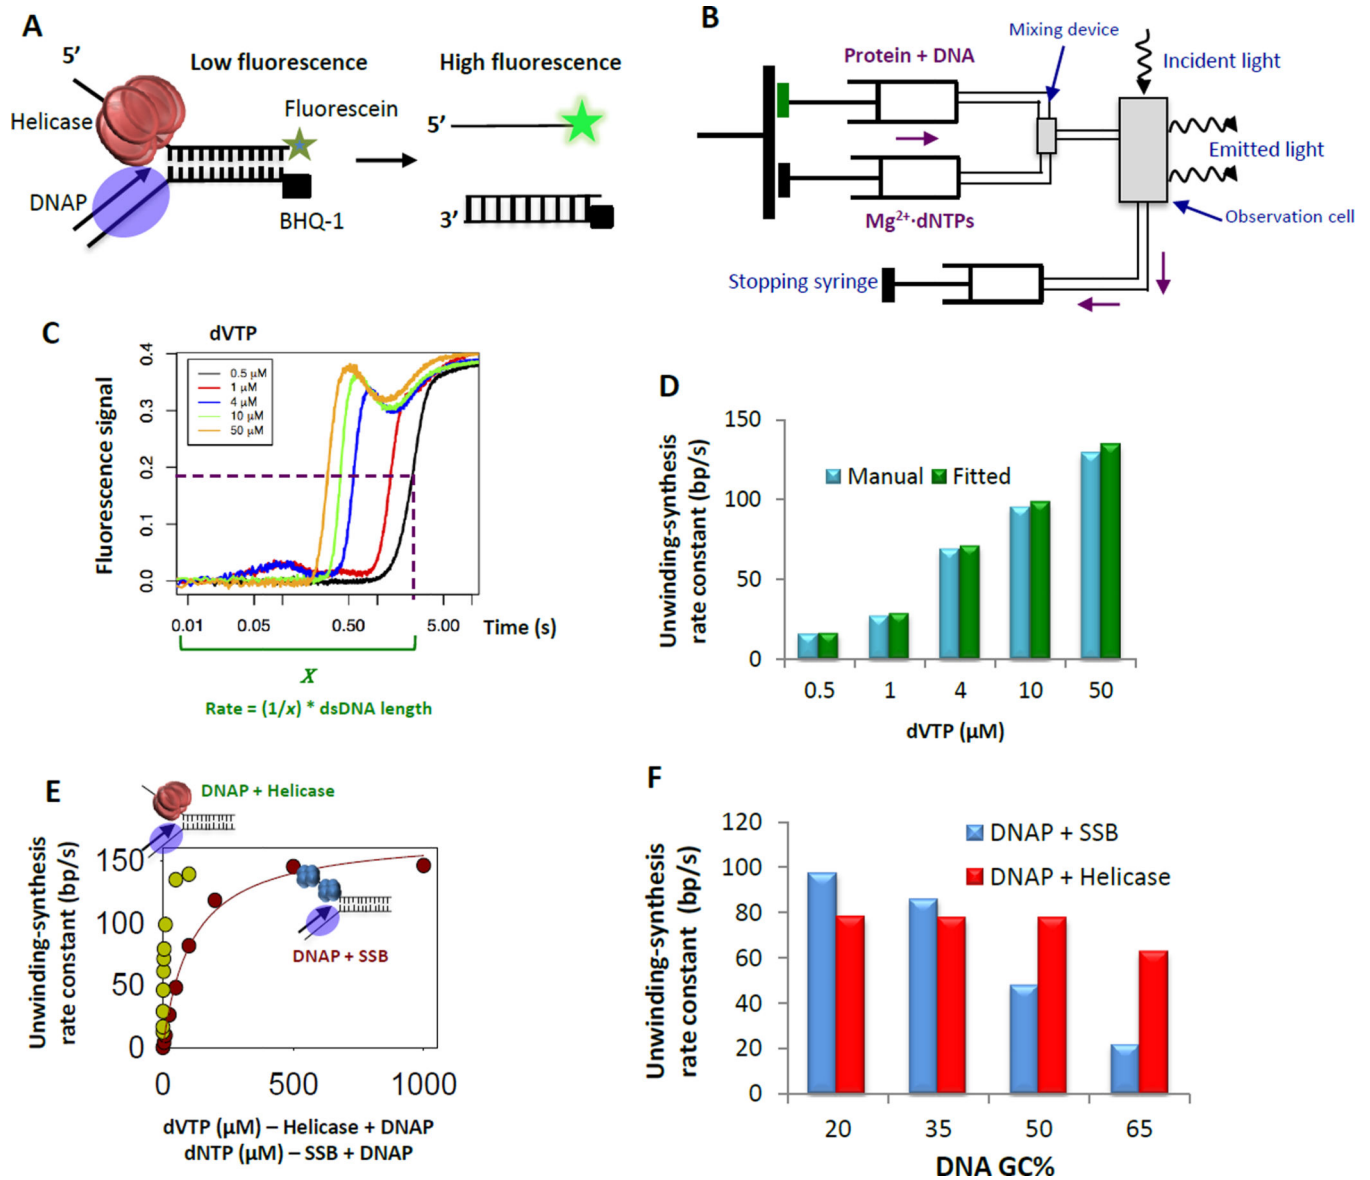 A
5’
Low fluorescence
High fluorescence
Helicase
Fluorescein
5’
DNAP
BHQ-1
3’
B
Mixing device
Protein + DNA
Incident light
Emitted light
Mg²⁺·dNTPs
Observation cell
Stopping syringe
C
dVTP
Fluorescence signal
0.4
0.3
0.2
0.1
0.0
0.5 µM
1 µM
4 µM
10 µM
50 µM
0.01 0.05 0.50 5.00 Time (s)
X
Rate = (1/x) * dsDNA length
D
Unwinding-synthesis
rate constant (bp/s)
150
100
50
0
Manual Fitted
0.5 1 4 10 50
dVTP (µM)
E
DNAP + Helicase
Unwinding-synthesis
rate constant (bp/s)
150
100
50
0
DNAP + SSB
0 500 1000
dVTP (µM) – Helicase + DNAP
dNTP (µM) – SSB + DNAP
F
Unwinding-synthesis
rate constant (bp/s)
120
100
80
60
40
20
0
DNAP + SSB
DNAP + Helicase
20 35 50 65
DNA GC%